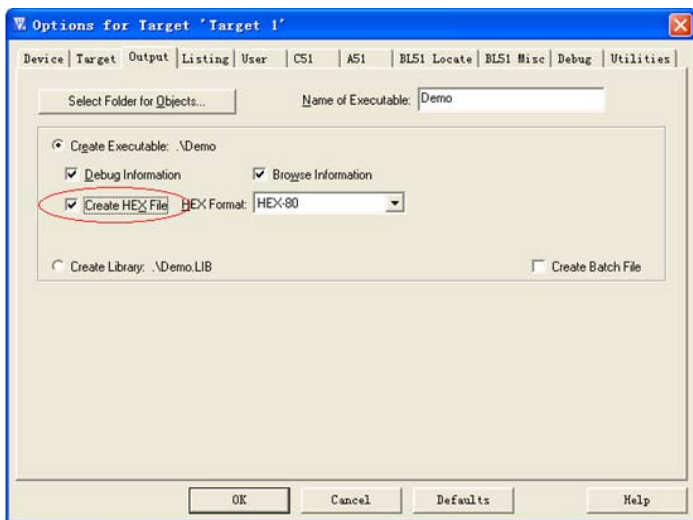 Options for Target 'Target 1'
Device Target Output Listing User C51 A51 BL51 Locate BL51 Misc Debug Utilities
Select Folder for Objects... Name of Executable: Demo
Create Executable: .\Demo
Debug Information Browse Information
Create HEX File HEX Format: HEX-80
Create Library: .\Demo.LIB Create Batch File
OK Cancel Defaults Help